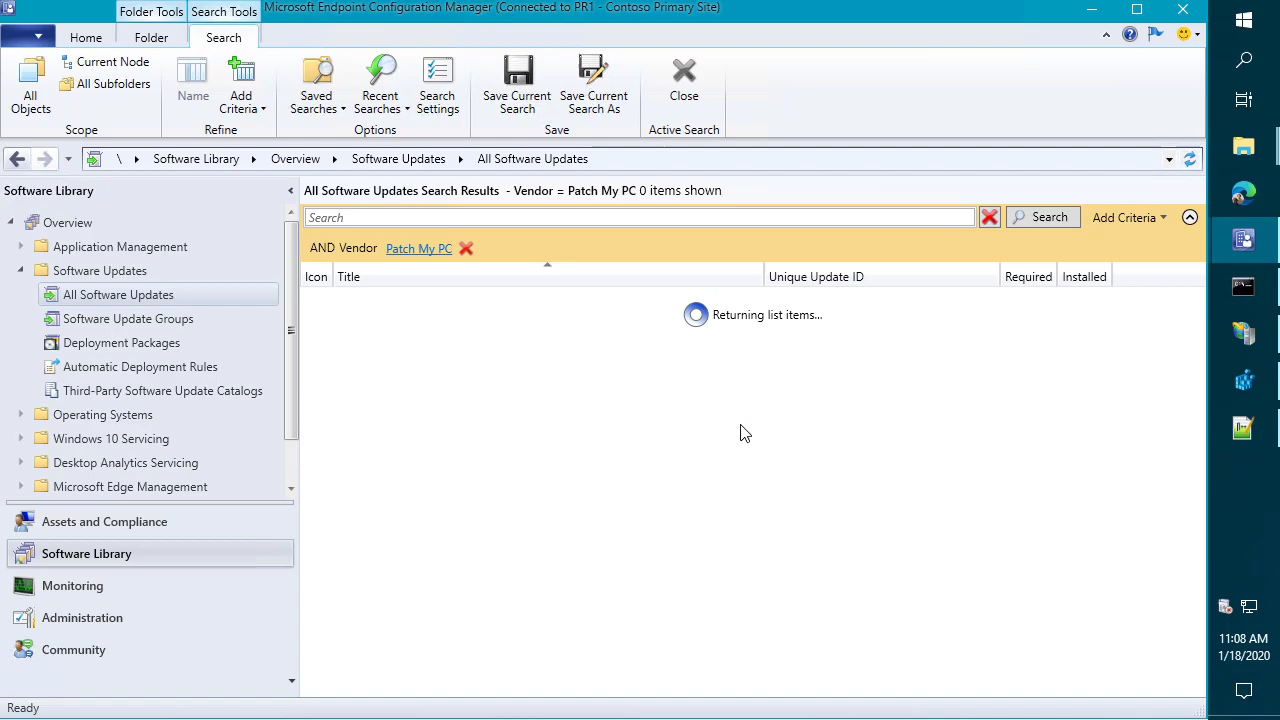 Folder Tools
Search Tools
Microsoft Endpoint Configuration Manager (Connected to PR1 - Contoso Primary Site)
Home
Folder
Search
All Objects
Current Node
All Subfolders
Scope
Name
Add Criteria
Refine
Saved Searches
Recent Searches
Search Settings
Options
Save Current Search
Save Current Search As
Save
Close
Active Search
\ Software Library Overview Software Updates All Software Updates
Software Library
Overview
Application Management
Software Updates
All Software Updates
Software Update Groups
Deployment Packages
Automatic Deployment Rules
Third-Party Software Update Catalogs
Operating Systems
Windows 10 Servicing
Desktop Analytics Servicing
Microsoft Edge Management
Assets and Compliance
Software Library
Monitoring
Administration
Community
All Software Updates Search Results - Vendor = Patch My PC 0 items shown
Search
Search
Add Criteria
AND Vendor Patch My PC
Icon Title Unique Update ID Required Installed
Returning list items...
Ready
11:08 AM
1/18/2020